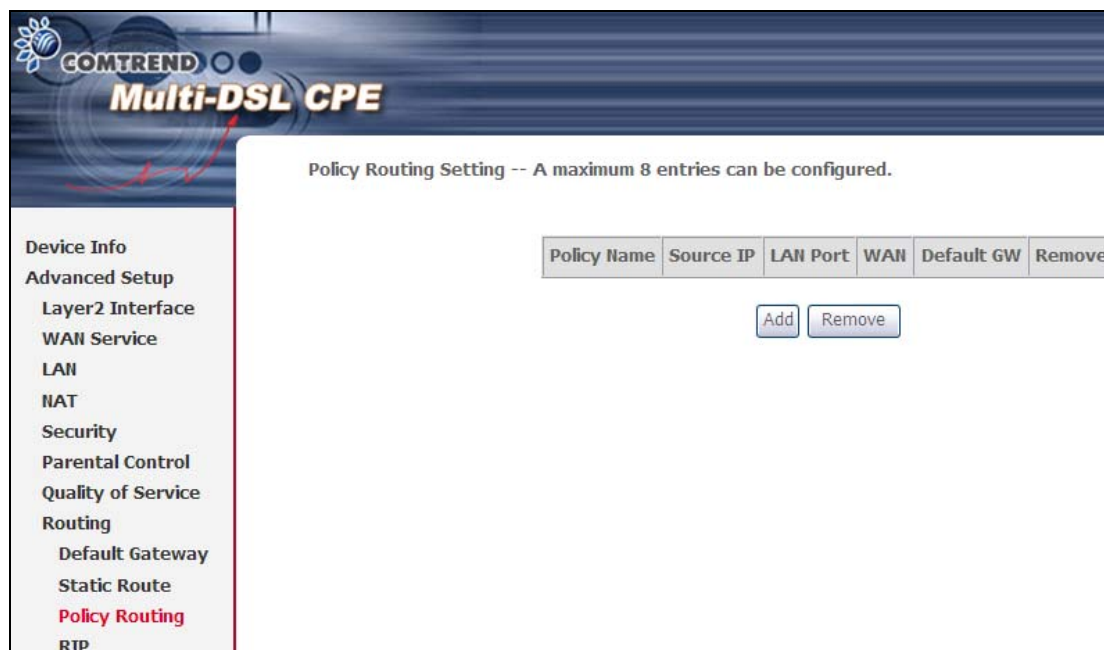 COMTREND
Multi-DSL CPE
Policy Routing Setting -- A maximum 8 entries can be configured.
Policy Name Source IP LAN Port WAN Default GW Remove
Add Remove
Device Info
Advanced Setup
Layer2 Interface
WAN Service
LAN
NAT
Security
Parental Control
Quality of Service
Routing
Default Gateway
Static Route
Policy Routing
RIP